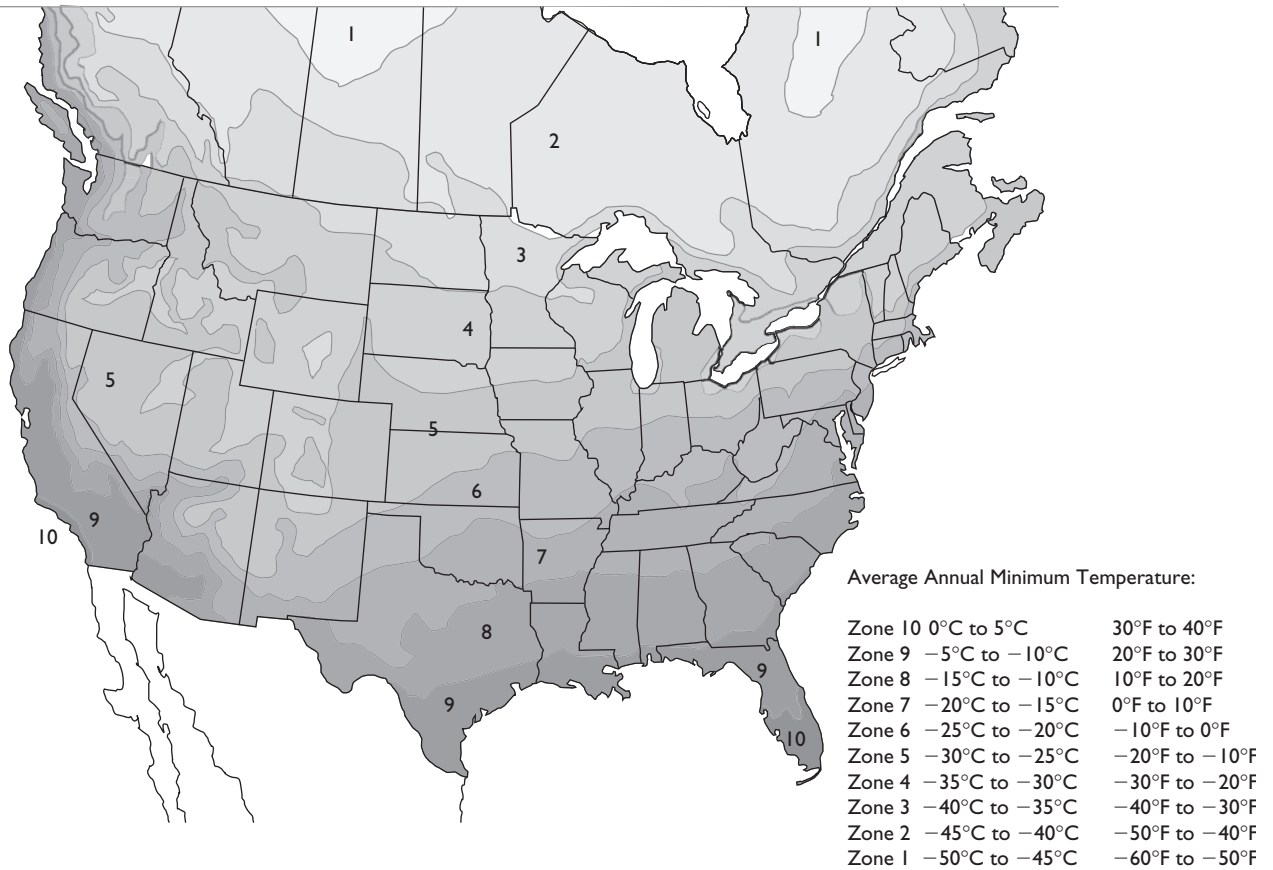 1
1
2
3
4
5
5
6
10
9
7
8
9
9
10
Average Annual Minimum Temperature:
Zone 10 0°C to 5°C 30°F to 40°F
Zone 9 −5°C to −10°C 20°F to 30°F
Zone 8 −15°C to −10°C 10°F to 20°F
Zone 7 −20°C to −15°C 0°F to 10°F
Zone 6 −25°C to −20°C −10°F to 0°F
Zone 5 −30°C to −25°C −20°F to −10°F
Zone 4 −35°C to −30°C −30°F to −20°F
Zone 3 −40°C to −35°C −40°F to −30°F
Zone 2 −45°C to −40°C −50°F to −40°F
Zone 1 −50°C to −45°C −60°F to −50°F